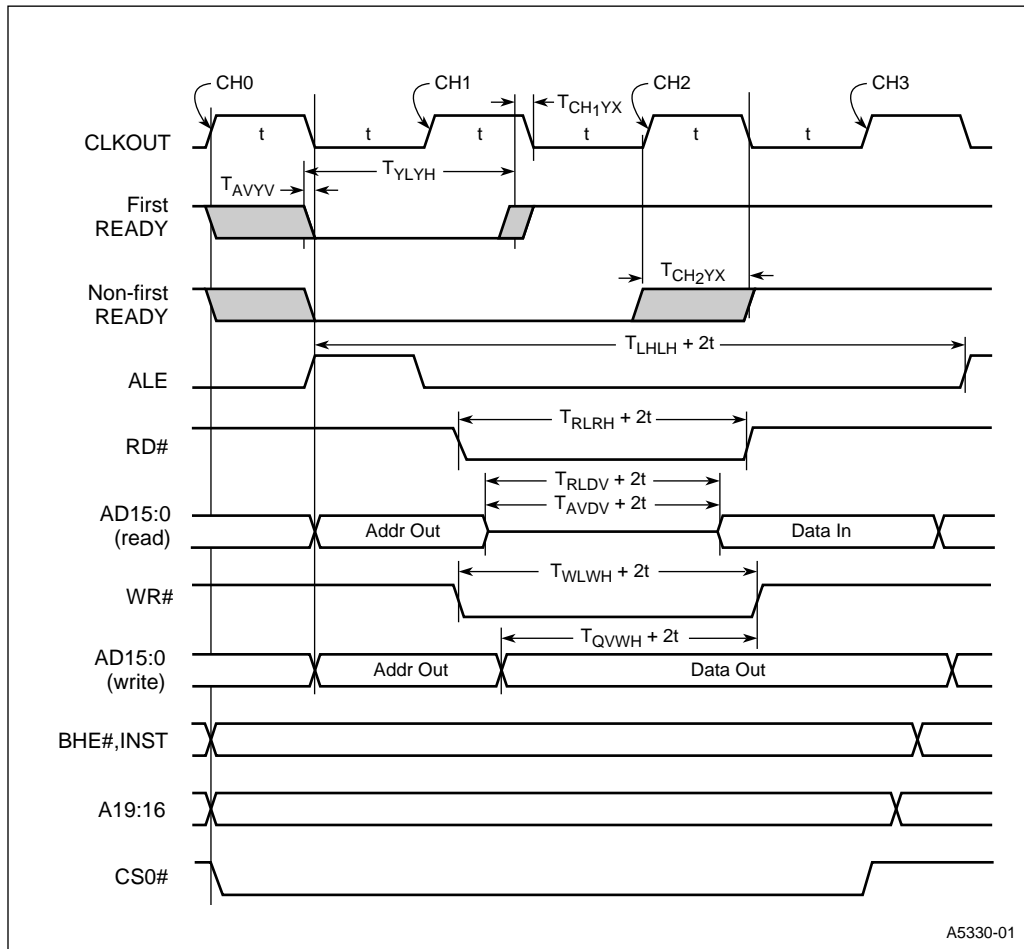 CH0 CH1 CH2 CH3
T_CH1YX
CLKOUT t t t t t t
T_YLYH
T_AVYV
First
READY
T_CH2YX
Non-first
READY
T_LHLH + 2t
ALE
T_RLRH + 2t
RD#
T_RLDV + 2t
T_AVDV + 2t
AD15:0
(read)
Addr Out Data In
T_WLWH + 2t
WR#
T_QVWH + 2t
AD15:0
(write)
Addr Out Data Out
BHE#,INST
A19:16
CS0#
A5330-01